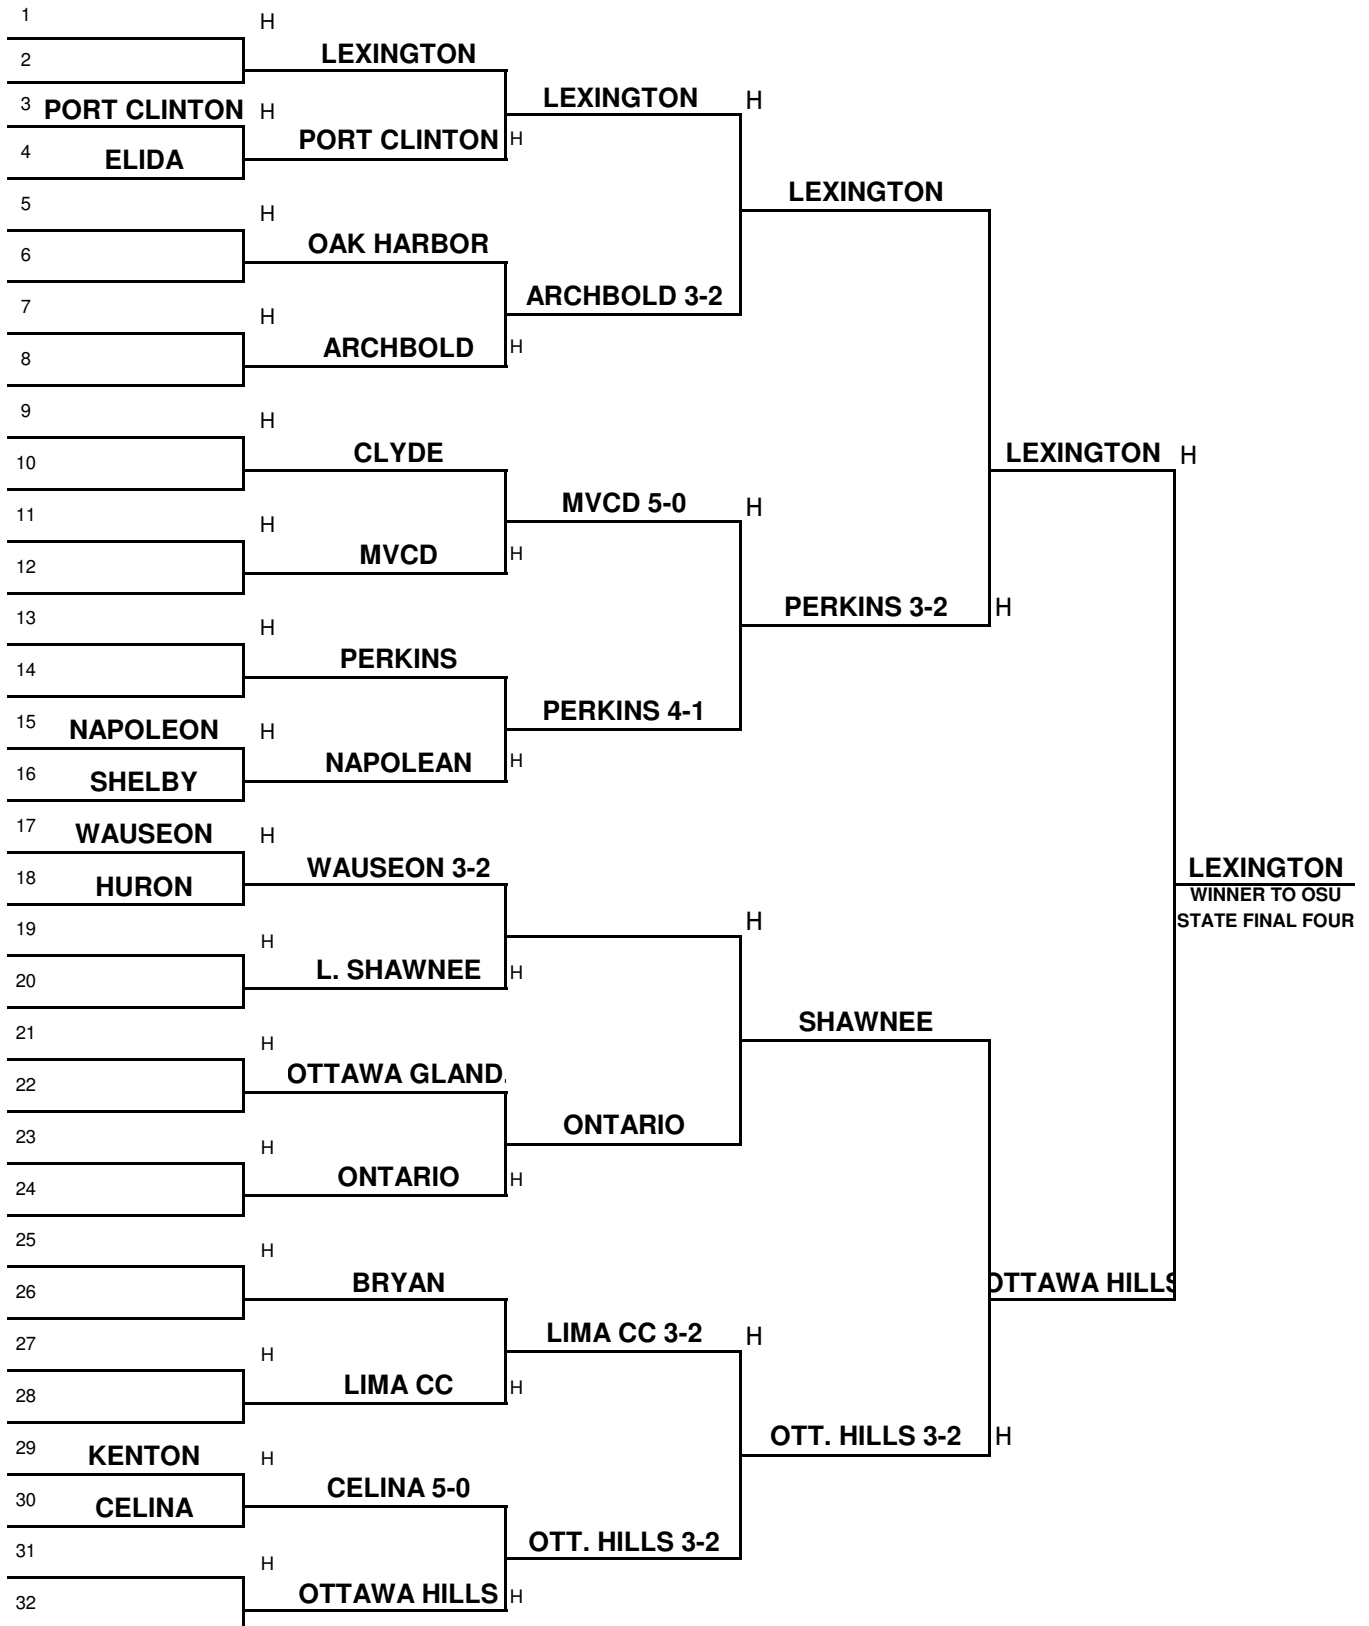 1 H
2 LEXINGTON
LEXINGTON H
3 PORT CLINTON H
PORT CLINTON H
4 ELIDA
LEXINGTON
5 H
OAK HARBOR
6
7 H
ARCHBOLD 3-2
ARCHBOLD H
8
9 H
CLYDE
LEXINGTON H
10
11 H
MVCD 5-0 H
MVCD H
12
PERKINS 3-2 H
13 H
PERKINS
14
PERKINS 4-1
15 NAPOLEON H
NAPOLEAN H
16 SHELBY
17 WAUSEON H
WAUSEON 3-2
LEXINGTON
18 HURON
WINNER TO OSU
STATE FINAL FOUR
19 H
H
L. SHAWNEE H
20
SHAWNEE
21 H
OTTAWA GLAND.
22
ONTARIO
23 H
ONTARIO H
24
25 H
BRYAN
OTTAWA HILLS
26
LIMA CC 3-2 H
27 H
LIMA CC H
28
OTT. HILLS 3-2 H
29 KENTON H
CELINA 5-0
30 CELINA
OTT. HILLS 3-2
31 H
OTTAWA HILLS H
32